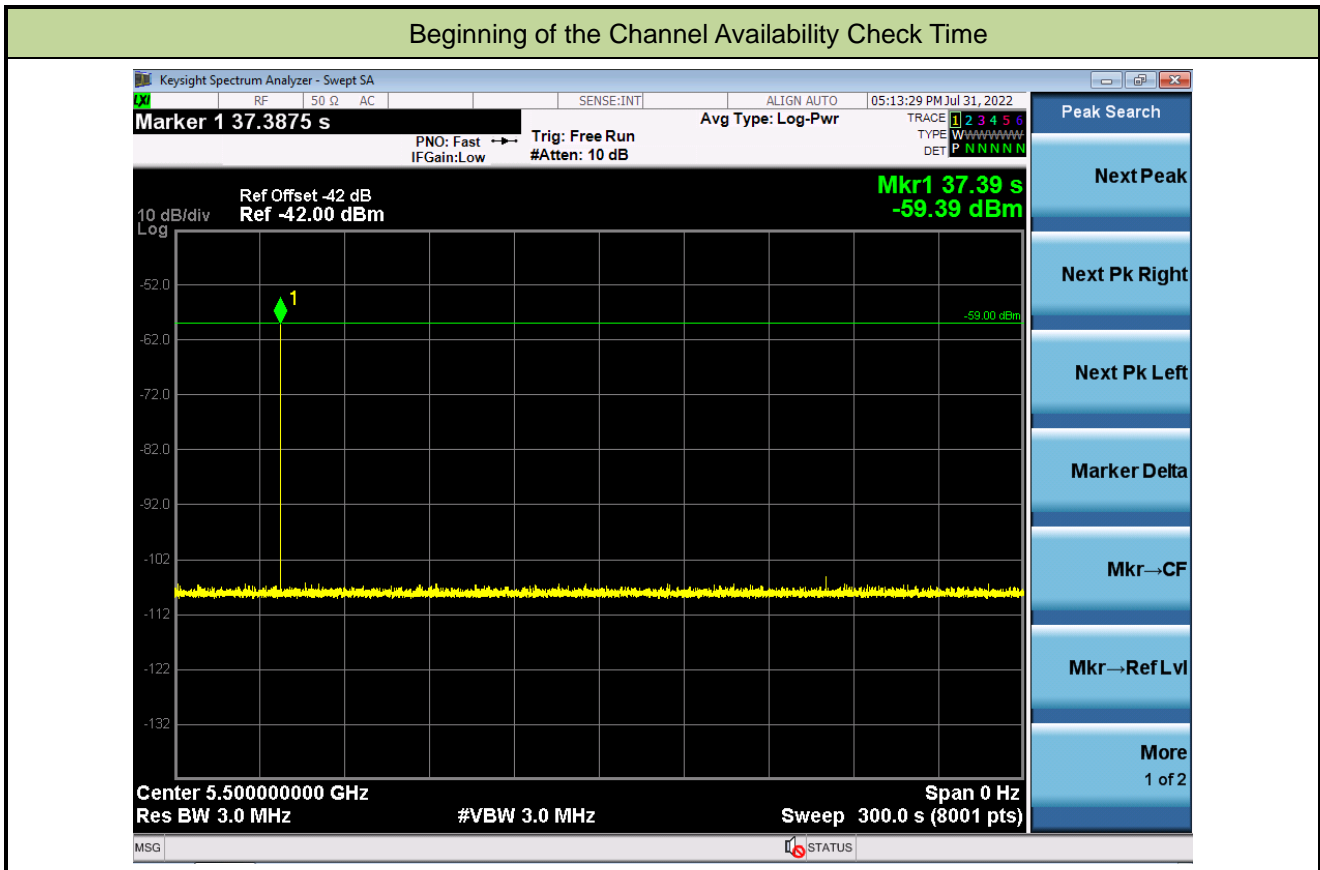 Beginning of the Channel Availability Check Time
Keysight Spectrum Analyzer - Swept SA
LXI RF 50 Ω AC SENSE:INT ALIGN AUTO 05:13:29 PM Jul 31, 2022
Marker 1 37.3875 s
PNO: Fast
IFGain:Low
Trig: Free Run
#Atten: 10 dB
Avg Type: Log-Pwr
TRACE 1 2 3 4 5 6
TYPE WWWWWW
DET P N N N N N
Peak Search
Mkr1 37.39 s
-59.39 dBm
Ref Offset -42 dB
10 dB/div Ref -42.00 dBm
Log
-52.0
1
-59.00 dBm
-62.0
-72.0
-82.0
-92.0
-102
-112
-122
-132
Center 5.500000000 GHz Span 0 Hz
Res BW 3.0 MHz #VBW 3.0 MHz Sweep 300.0 s (8001 pts)
Next Peak
Next Pk Right
Next Pk Left
Marker Delta
Mkr→CF
Mkr→Ref Lvl
More
1 of 2
MSG STATUS